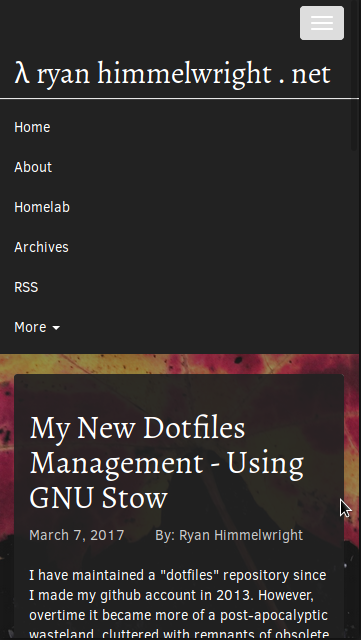 λ ryan himmelwright . net
Home
About
Homelab
Archives
RSS
More
My New Dotfiles
Management - Using
GNU Stow
March 7, 2017 By: Ryan Himmelwright
I have maintained a "dotfiles" repository since
I made my github account in 2013. However,
overtime it became more of a post-apocalyptic
wasteland, cluttered with remnants of obsolete